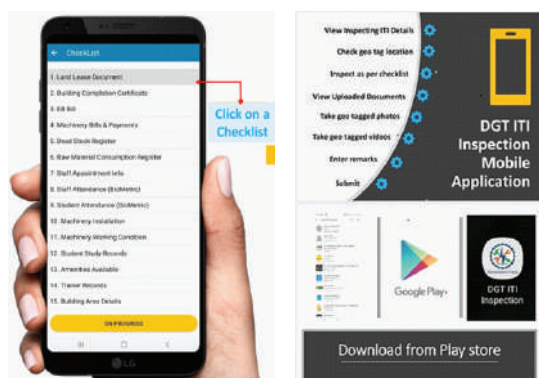 CheckList
1. Land Lease Document
2. Building Completion Certificate
3. EB Bill
4. Machinery Bills & Payments
5. Dead Stock Register
6. Raw Material Consumption Register
7. Staff Appointment Info
8. Staff Attendance (BioMetric)
9. Student Attendance (BioMetric)
10. Machinery Installation
11. Machinery Working Condition
12. Student Study Records
13. Amenities Available
14. Trainer Records
15. Building Area Details
ON PROGRESS
LG
Click on a
Checklist
View Inspecting ITI Details
Check geo tag location
Inspect as per checklist
View Uploaded Documents
Take geo tagged photos
Take geo tagged videos
Enter remarks
Submit
DGT ITI
Inspection
Mobile
Application
Google Play
DGT ITI
Inspection
Download from Play store